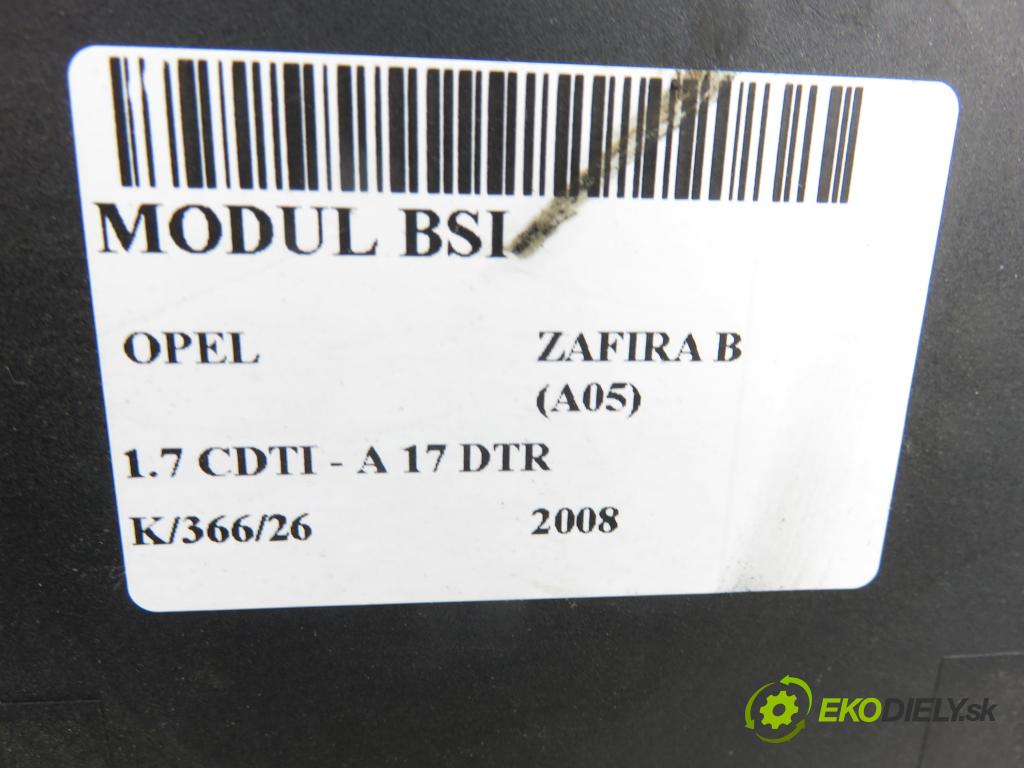 MODUL BSI
OPEL ZAFIRA B
(A05)
1.7 CDTI - A 17 DTR
K/366/26 2008
EKODIELY.sk